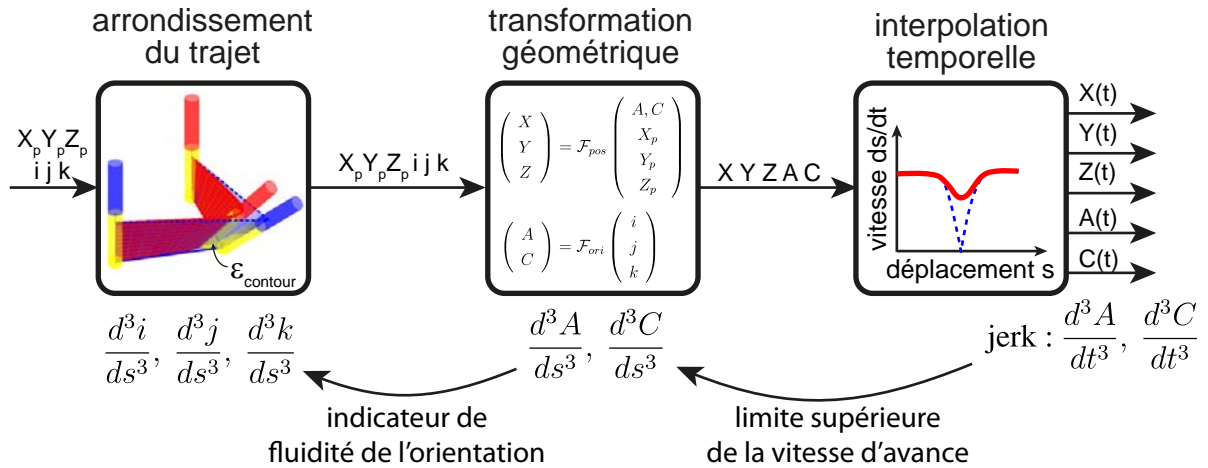 arrondissement
du trajet
transformation
géométrique
interpolation
temporelle
XpYpZp
i j k
εcontour
XpYpZp i j k
( X Y Z ) = F_pos ( A, C Xp Yp Zp )
( A C ) = F_ori ( i j k )
X Y Z A C
vitesse ds/dt
déplacement s
X(t)
Y(t)
Z(t)
A(t)
C(t)
d³i/ds³, d³j/ds³, d³k/ds³
d³A/ds³, d³C/ds³
jerk : d³A/dt³, d³C/dt³
indicateur de
fluidité de l'orientation
limite supérieure
de la vitesse d'avance